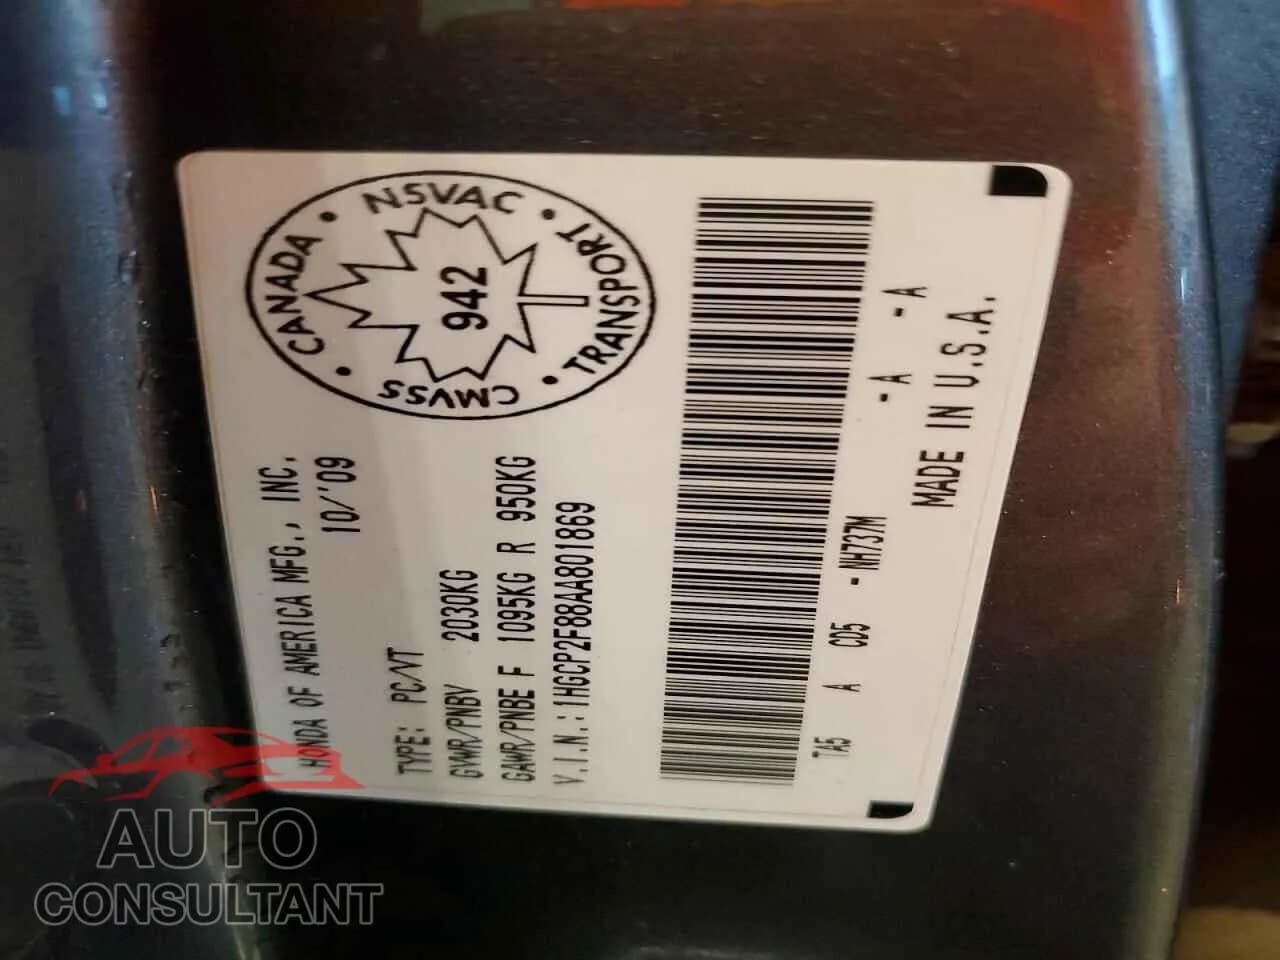 HONDA OF AMERICA MFG., INC.
10/'09
CANADA • NSVAC • TRANSPORT • CMVSS •
942
TYPE: PC/VT
GVWR/PNBV 2030KG
GAWR/PNBE F 1095KG R 950KG
V.I.N.: 1HGCP2F88AA801869
TA5 A CD5 - NH737M - A - A
MADE IN U.S.A.
AUTO
CONSULTANT